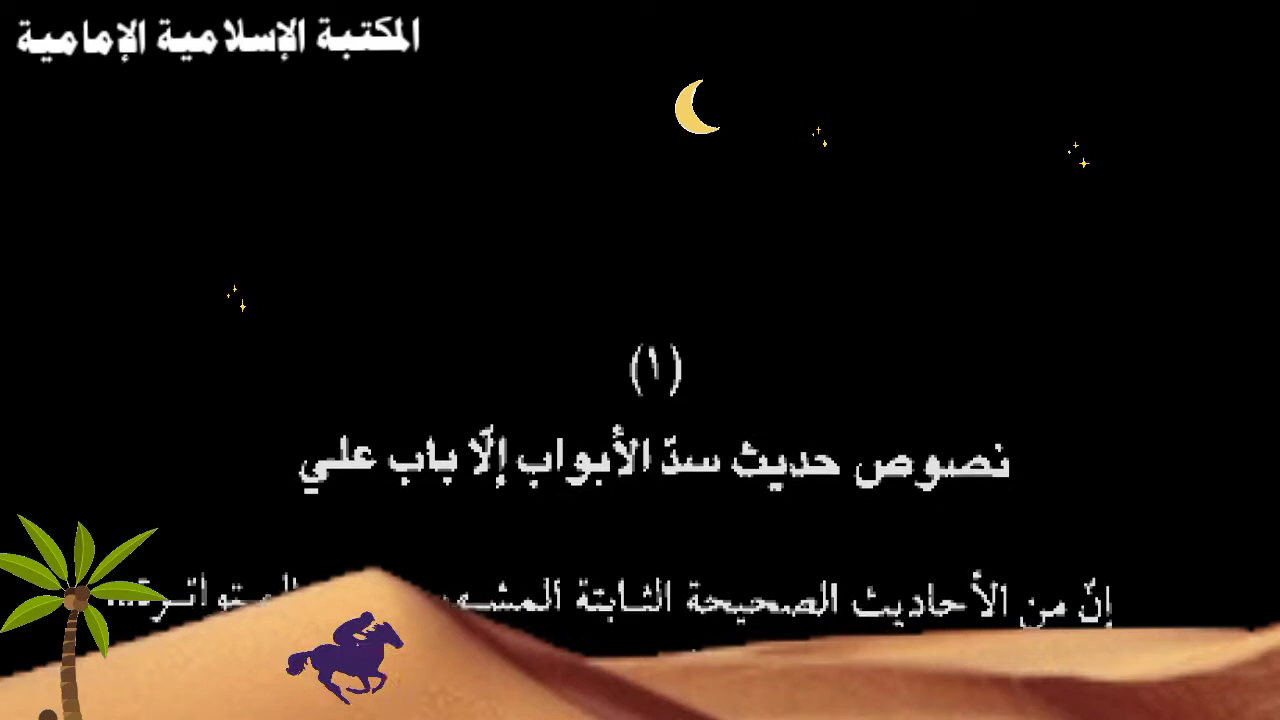 المكتبة الإسلامية الإمامية
(١)
نصوص حديث سدّ الأبواب إلّا باب علي
إنّ من الأحاديث الصحيحة الثابتة